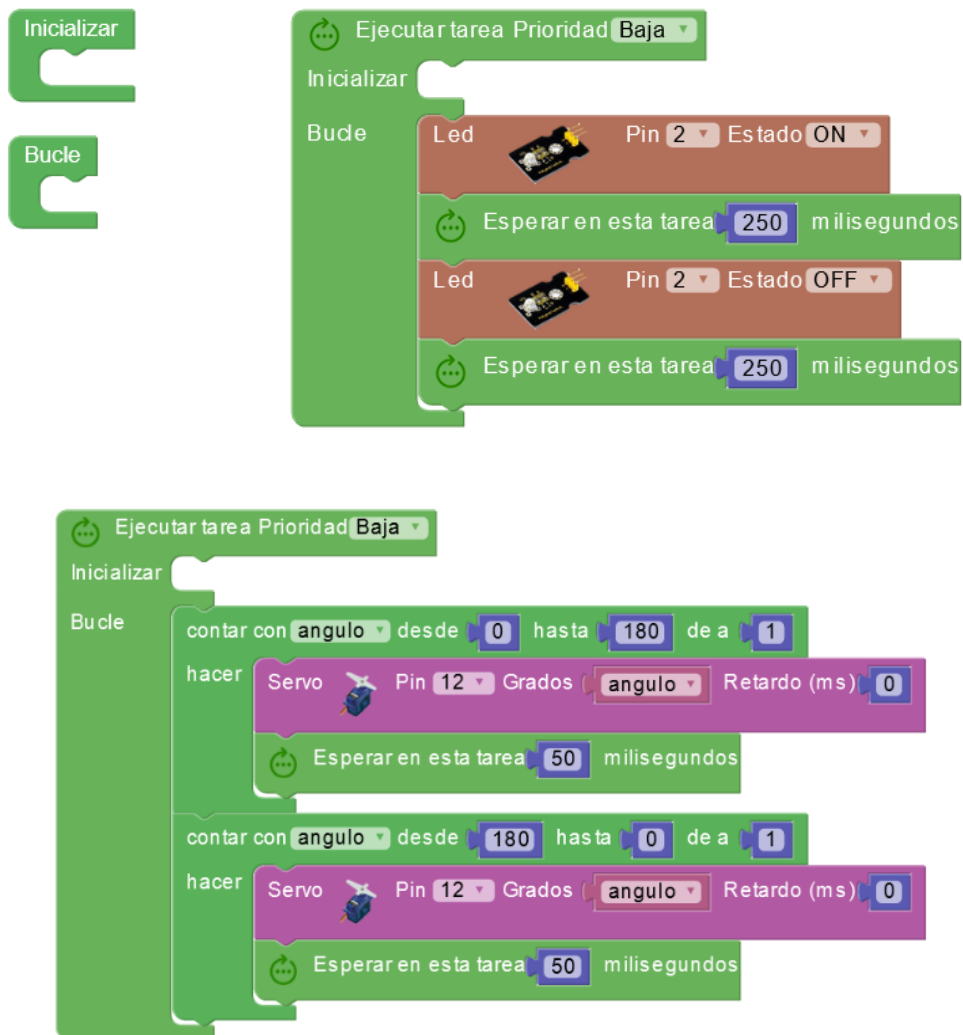 Inicializar
Bucle
Ejecutar tarea Prioridad Baja
Inicializar
Bucle
Led Pin 2 Estado ON
Esperar en esta tarea 250 milisegundos
Led Pin 2 Estado OFF
Esperar en esta tarea 250 milisegundos
Ejecutar tarea Prioridad Baja
Inicializar
Bucle
contar con angulo desde 0 hasta 180 de a 1
hacer
Servo Pin 12 Grados angulo Retardo (ms) 0
Esperar en esta tarea 50 milisegundos
contar con angulo desde 180 hasta 0 de a 1
hacer
Servo Pin 12 Grados angulo Retardo (ms) 0
Esperar en esta tarea 50 milisegundos